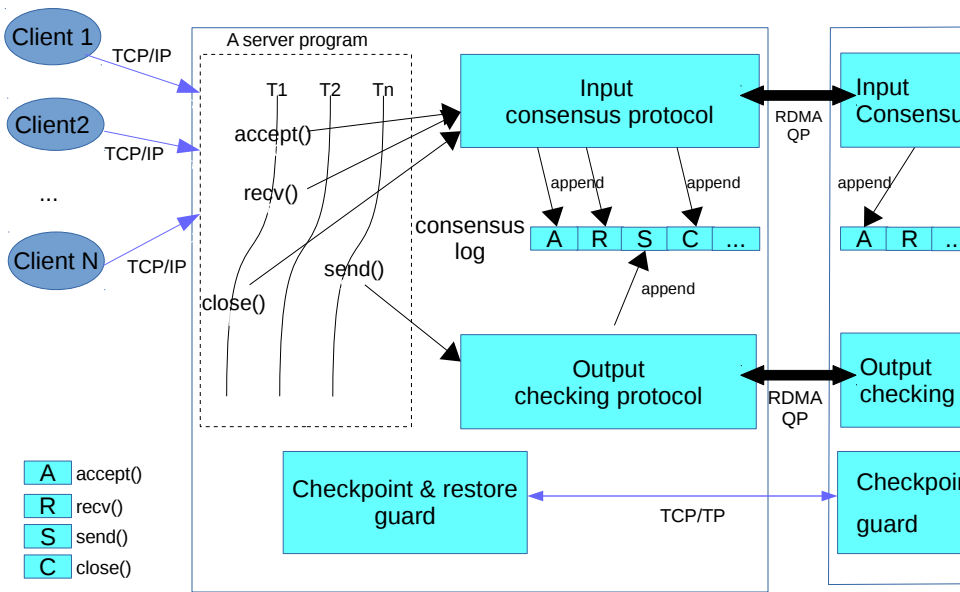 Client 1
TCP/IP
Client2
TCP/IP
...
Client N
TCP/IP
A server program
T1 T2 Tn
accept()
recv()
send()
close()
Input
consensus protocol
append
append
consensus
log
A R S C ...
append
Output
checking protocol
Checkpoint & restore
guard
RDMA
QP
RDMA
QP
TCP/TP
Input
Consensu
append
A R ..
Output
checking
Checkpoin
guard
A accept()
R recv()
S send()
C close()